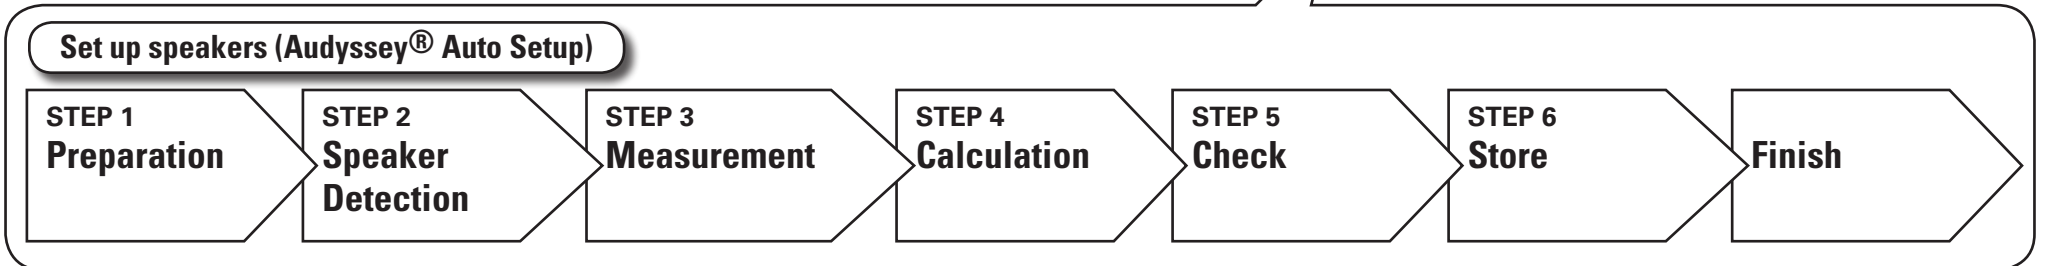 Set up speakers (Audyssey® Auto Setup)
STEP 1
Preparation
STEP 2
Speaker
Detection
STEP 3
Measurement
STEP 4
Calculation
STEP 5
Check
STEP 6
Store
Finish